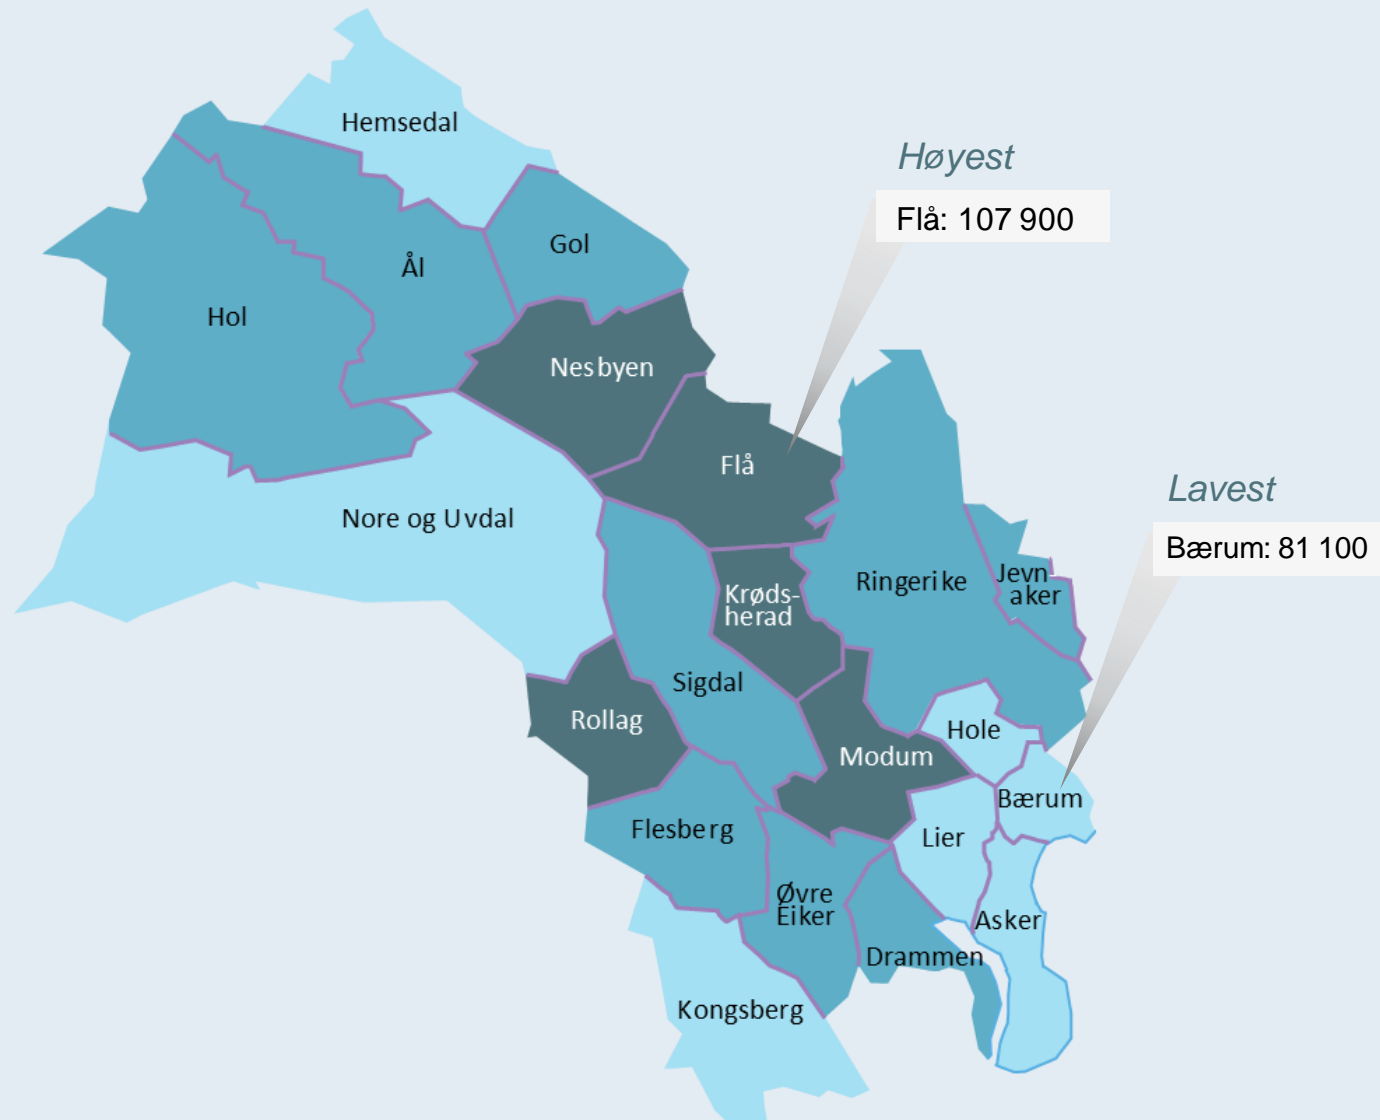 Hemsedal
Høyest
Flå: 107 900
Gol
Ål
Hol
Nesbyen
Flå
Lavest
Nore og Uvdal
Bærum: 81 100
Ringerike
Jevn-
aker
Krøds-
herad
Sigdal
Rollag
Hole
Modum
Bærum
Flesberg
Lier
Øvre
Eiker
Asker
Drammen
Kongsberg